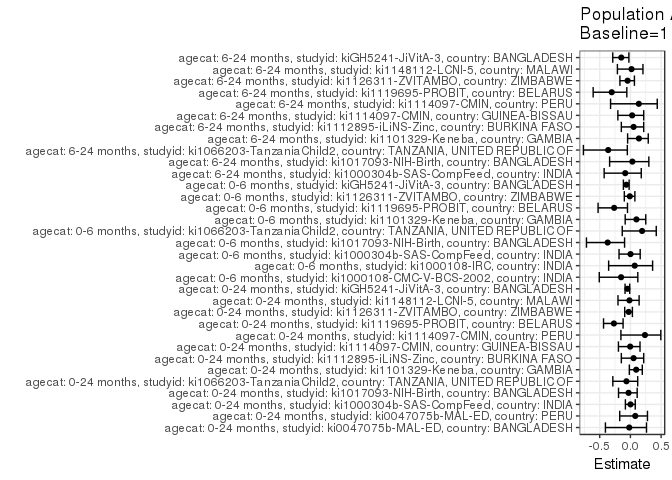 Population A
Baseline=1
agecat: 6-24 months, studyid: kiGH5241-JiVitA-3, country: BANGLADESH
agecat: 6-24 months, studyid: ki1148112-LCNI-5, country: MALAWI
agecat: 6-24 months, studyid: ki1126311-ZVITAMBO, country: ZIMBABWE
agecat: 6-24 months, studyid: ki1119695-PROBIT, country: BELARUS
agecat: 6-24 months, studyid: ki1114097-CMIN, country: PERU
agecat: 6-24 months, studyid: ki1114097-CMIN, country: GUINEA-BISSAU
agecat: 6-24 months, studyid: ki1112895-iLiNS-Zinc, country: BURKINA FASO
agecat: 6-24 months, studyid: ki1101329-Keneba, country: GAMBIA
agecat: 6-24 months, studyid: ki1066203-TanzaniaChild2, country: TANZANIA, UNITED REPUBLIC OF
agecat: 6-24 months, studyid: ki1017093-NIH-Birth, country: BANGLADESH
agecat: 6-24 months, studyid: ki1000304b-SAS-CompFeed, country: INDIA
agecat: 0-6 months, studyid: kiGH5241-JiVitA-3, country: BANGLADESH
agecat: 0-6 months, studyid: ki1126311-ZVITAMBO, country: ZIMBABWE
agecat: 0-6 months, studyid: ki1119695-PROBIT, country: BELARUS
agecat: 0-6 months, studyid: ki1101329-Keneba, country: GAMBIA
agecat: 0-6 months, studyid: ki1066203-TanzaniaChild2, country: TANZANIA, UNITED REPUBLIC OF
agecat: 0-6 months, studyid: ki1017093-NIH-Birth, country: BANGLADESH
agecat: 0-6 months, studyid: ki1000304b-SAS-CompFeed, country: INDIA
agecat: 0-6 months, studyid: ki1000108-IRC, country: INDIA
agecat: 0-6 months, studyid: ki1000108-CMC-V-BCS-2002, country: INDIA
agecat: 0-24 months, studyid: kiGH5241-JiVitA-3, country: BANGLADESH
agecat: 0-24 months, studyid: ki1148112-LCNI-5, country: MALAWI
agecat: 0-24 months, studyid: ki1126311-ZVITAMBO, country: ZIMBABWE
agecat: 0-24 months, studyid: ki1119695-PROBIT, country: BELARUS
agecat: 0-24 months, studyid: ki1114097-CMIN, country: PERU
agecat: 0-24 months, studyid: ki1114097-CMIN, country: GUINEA-BISSAU
agecat: 0-24 months, studyid: ki1112895-iLiNS-Zinc, country: BURKINA FASO
agecat: 0-24 months, studyid: ki1101329-Keneba, country: GAMBIA
agecat: 0-24 months, studyid: ki1066203-TanzaniaChild2, country: TANZANIA, UNITED REPUBLIC OF
agecat: 0-24 months, studyid: ki1017093-NIH-Birth, country: BANGLADESH
agecat: 0-24 months, studyid: ki1000304b-SAS-CompFeed, country: INDIA
agecat: 0-24 months, studyid: ki0047075b-MAL-ED, country: PERU
agecat: 0-24 months, studyid: ki0047075b-MAL-ED, country: BANGLADESH
-0.5 0.0 0.5
Estimate